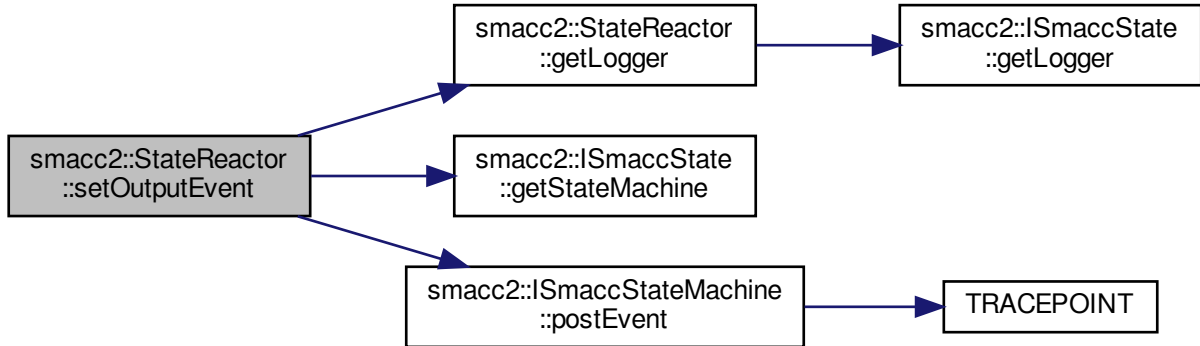 smacc2::StateReactor
::setOutputEvent
smacc2::StateReactor
::getLogger
smacc2::ISmaccState
::getLogger
smacc2::ISmaccState
::getStateMachine
smacc2::ISmaccStateMachine
::postEvent
TRACEPOINT